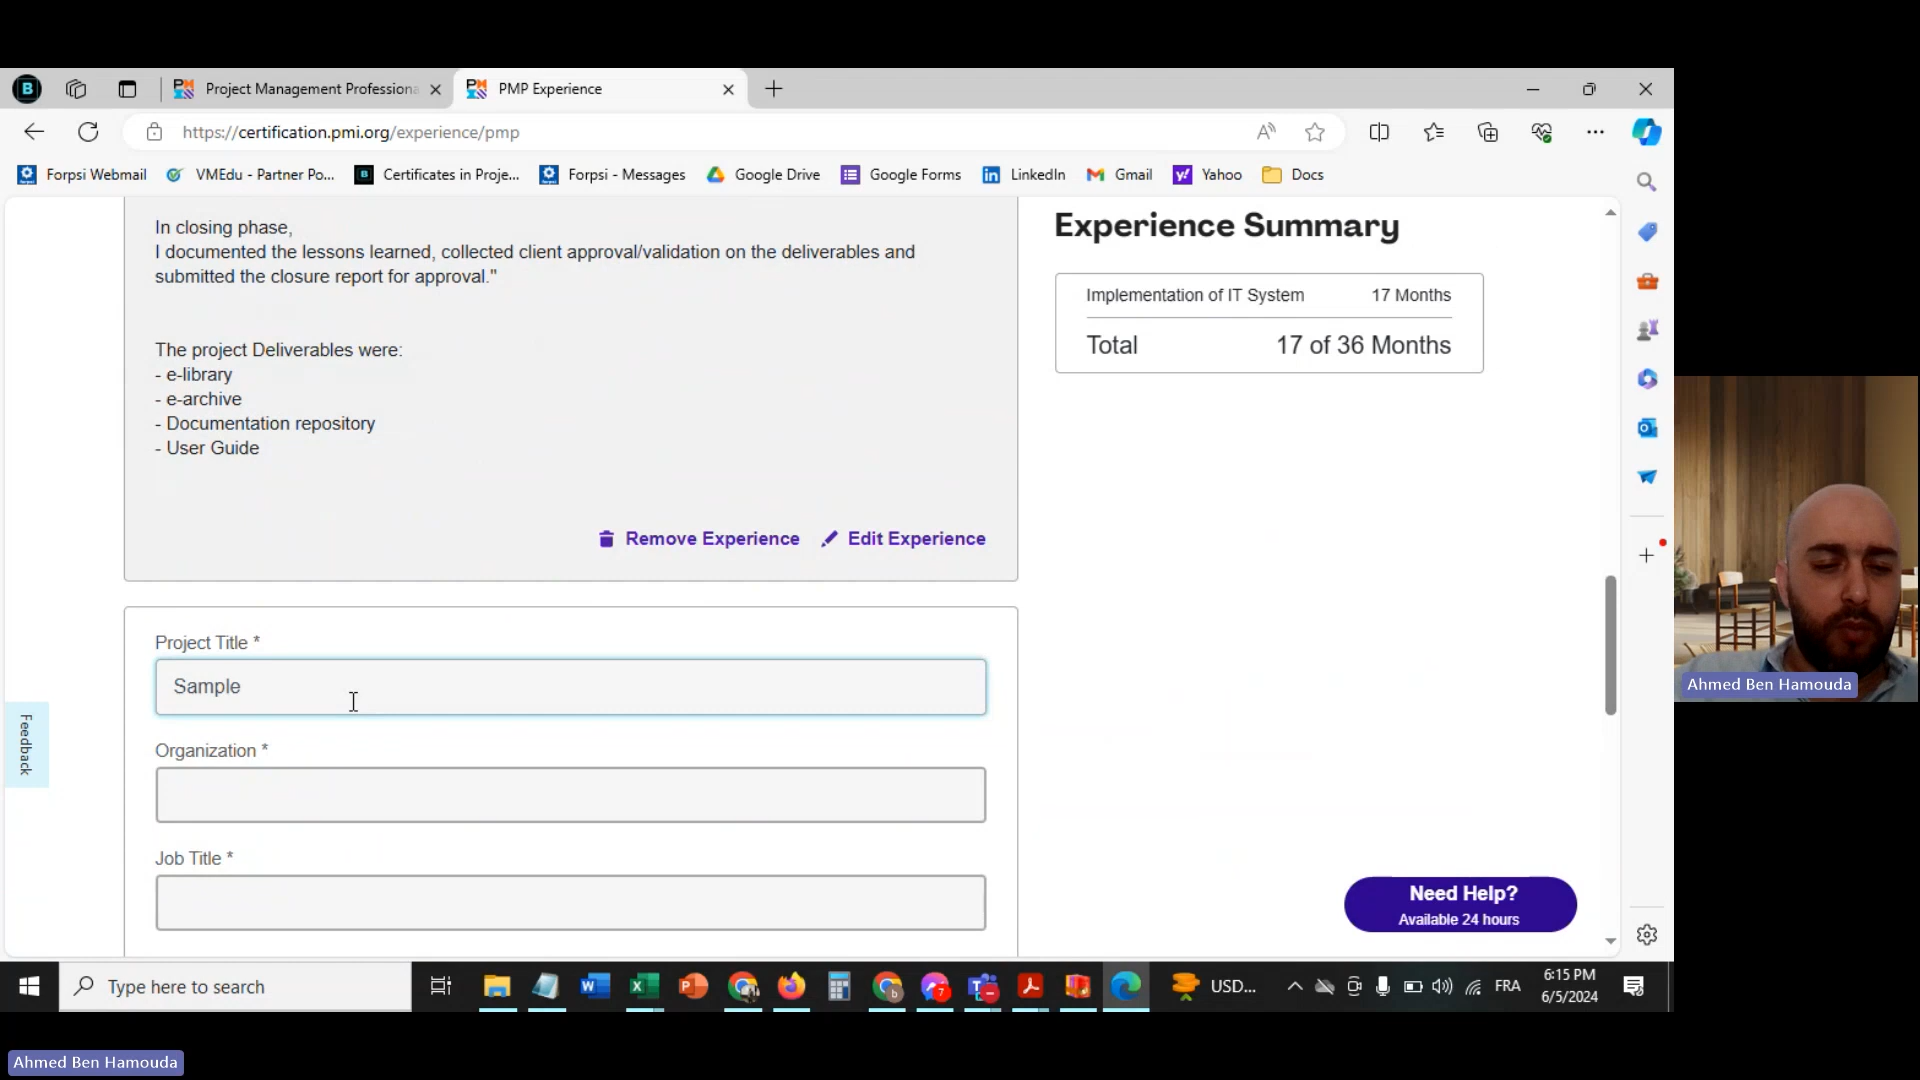 Project Management Professiona
PMP Experience
https://certification.pmi.org/experience/pmp
Forpsi Webmail
VMEdu - Partner Po...
Certificates in Proje...
Forpsi - Messages
Google Drive
Google Forms
LinkedIn
Gmail
Yahoo
Docs
In closing phase,
I documented the lessons learned, collected client approval/validation on the deliverables and
submitted the closure report for approval."
The project Deliverables were:
- e-library
- e-archive
- Documentation repository
- User Guide
Remove Experience
Edit Experience
Experience Summary
Implementation of IT System 17 Months
Total 17 of 36 Months
Project Title *
Sample
Organization *
Job Title *
Feedback
Need Help?
Available 24 hours
Ahmed Ben Hamouda
Type here to search
USD...
FRA
6:15 PM
6/5/2024
Ahmed Ben Hamouda